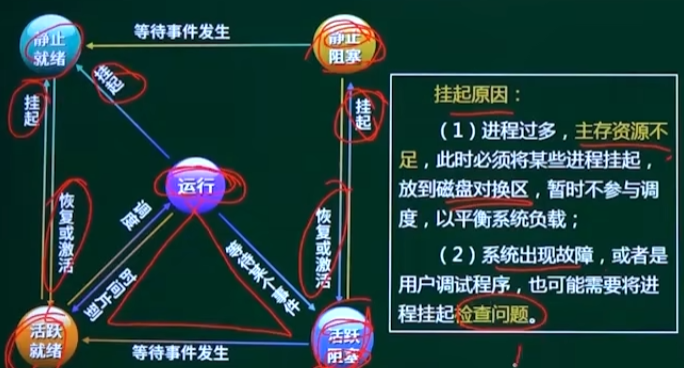 等待事件发生
静止
就绪
静止
阻塞
挂起
挂起
挂起
运行
恢复或激活
调度
时间片到
等待某个事件
恢复或激活
活跃
就绪
等待事件发生
活跃
阻塞
挂起原因：
（1）进程过多，主存资源不
足，此时必须将某些进程挂起，
放到磁盘对换区，暂时不参与调
度，以平衡系统负载；
（2）系统出现故障，或者是
用户调试程序，也可能需要将进
程挂起检查问题。